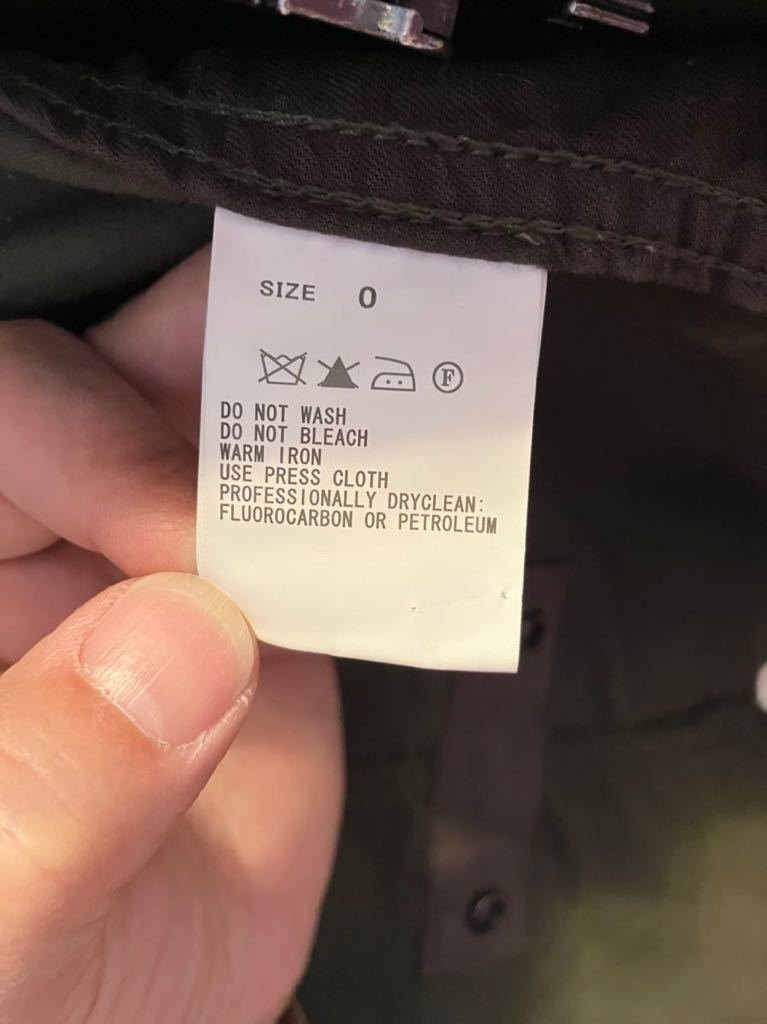 SIZE 0
F
DO NOT WASH
DO NOT BLEACH
WARM IRON
USE PRESS CLOTH
PROFESSIONALLY DRYCLEAN:
FLUOROCARBON OR PETROLEUM